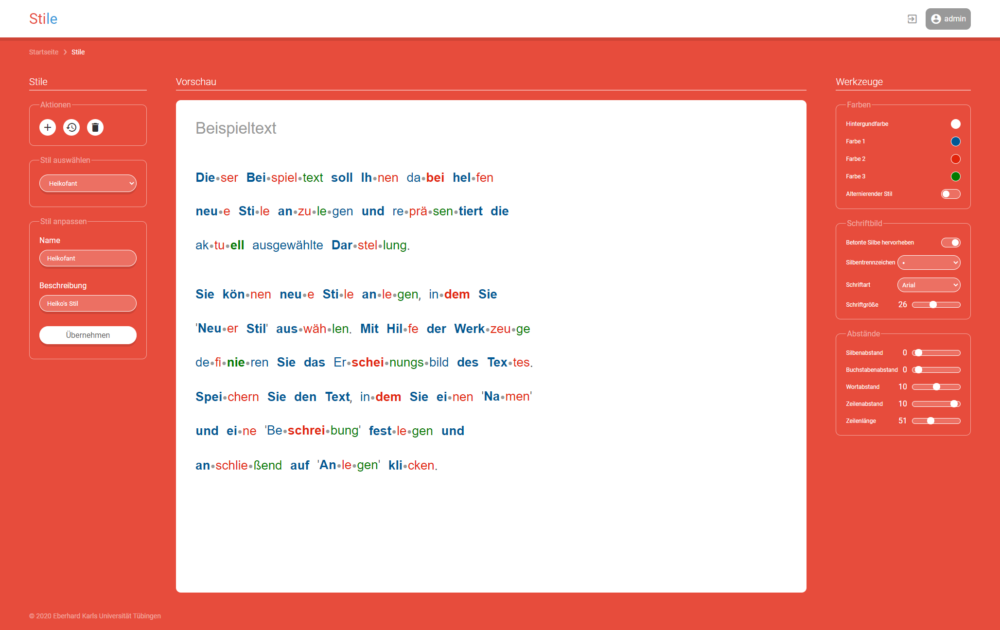 Stile
admin
Startseite › Stile
Stile
Aktionen
Stil auswählen
Heikofant
Stil anpassen
Name
Heikofant
Beschreibung
Heiko's Stil
Übernehmen
Vorschau
Beispieltext
Die•ser Bei•spiel•text soll Ih•nen da•bei hel•fen
neu•e Sti•le an•zu•le•gen und re•prä•sen•tiert die
ak•tu•ell ausgewählte Dar•stel•lung.
Sie kön•nen neu•e Sti•le an•le•gen, in•dem Sie
'Neu•er Stil' aus•wäh•len. Mit Hil•fe der Werk•zeu•ge
de•fi•nie•ren Sie das Er•schei•nungs•bild des Tex•tes.
Spei•chern Sie den Text, in•dem Sie ei•nen 'Na•men'
und ei•ne 'Be•schrei•bung' fest•le•gen und
an•schlie•ßend auf 'An•le•gen' kli•cken.
Werkzeuge
Farben
Hintergundfarbe
Farbe 1
Farbe 2
Farbe 3
Alternierender Stil
Schriftbild
Betonte Silbe hervorheben
Silbentrennzeichen •
Schriftart Arial
Schriftgröße 26
Abstände
Silbenabstand 0
Buchstabenabstand 0
Wortabstand 10
Zeilenabstand 10
Zeilenlänge 51
© 2020 Eberhard Karls Universität Tübingen